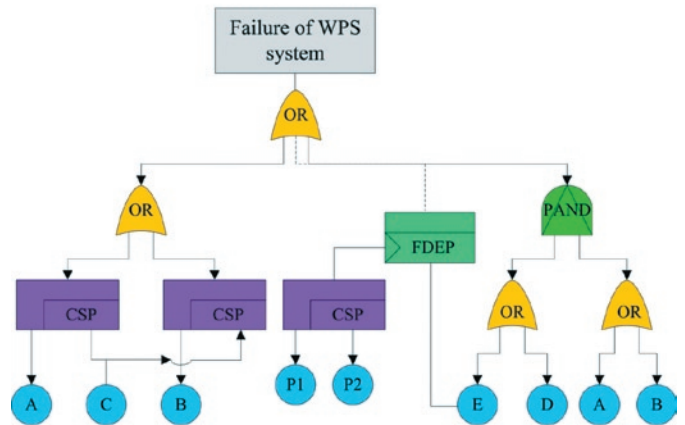 Failure of WPS
system
OR
OR
PAND
FDEP
CSP
CSP
CSP
OR
OR
P1
P2
A
C
B
E
D
A
B